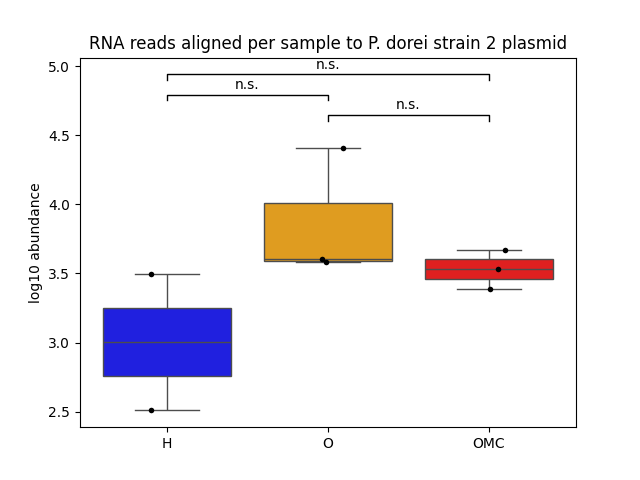 RNA reads aligned per sample to P. dorei strain 2 plasmid
n.s.
n.s.
n.s.
5.0
4.5
4.0
3.5
3.0
2.5
log10 abundance
H
O
OMC